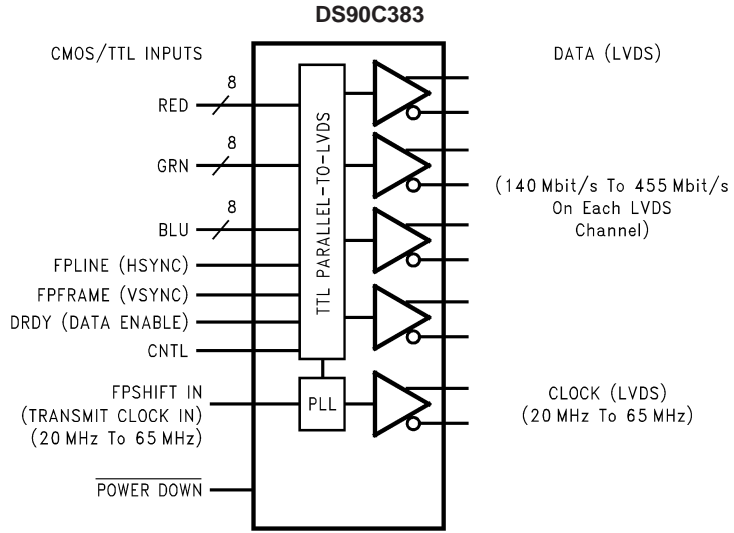 DS90C383
CMOS/TTL INPUTS
DATA (LVDS)
8
RED
8
GRN
8
BLU
FPLINE (HSYNC)
FPFRAME (VSYNC)
DRDY (DATA ENABLE)
CNTL
TTL PARALLEL-TO-LVDS
(140 Mbit/s To 455 Mbit/s
On Each LVDS
Channel)
FPSHIFT IN
(TRANSMIT CLOCK IN)
(20 MHz To 65 MHz)
PLL
CLOCK (LVDS)
(20 MHz To 65 MHz)
POWER DOWN